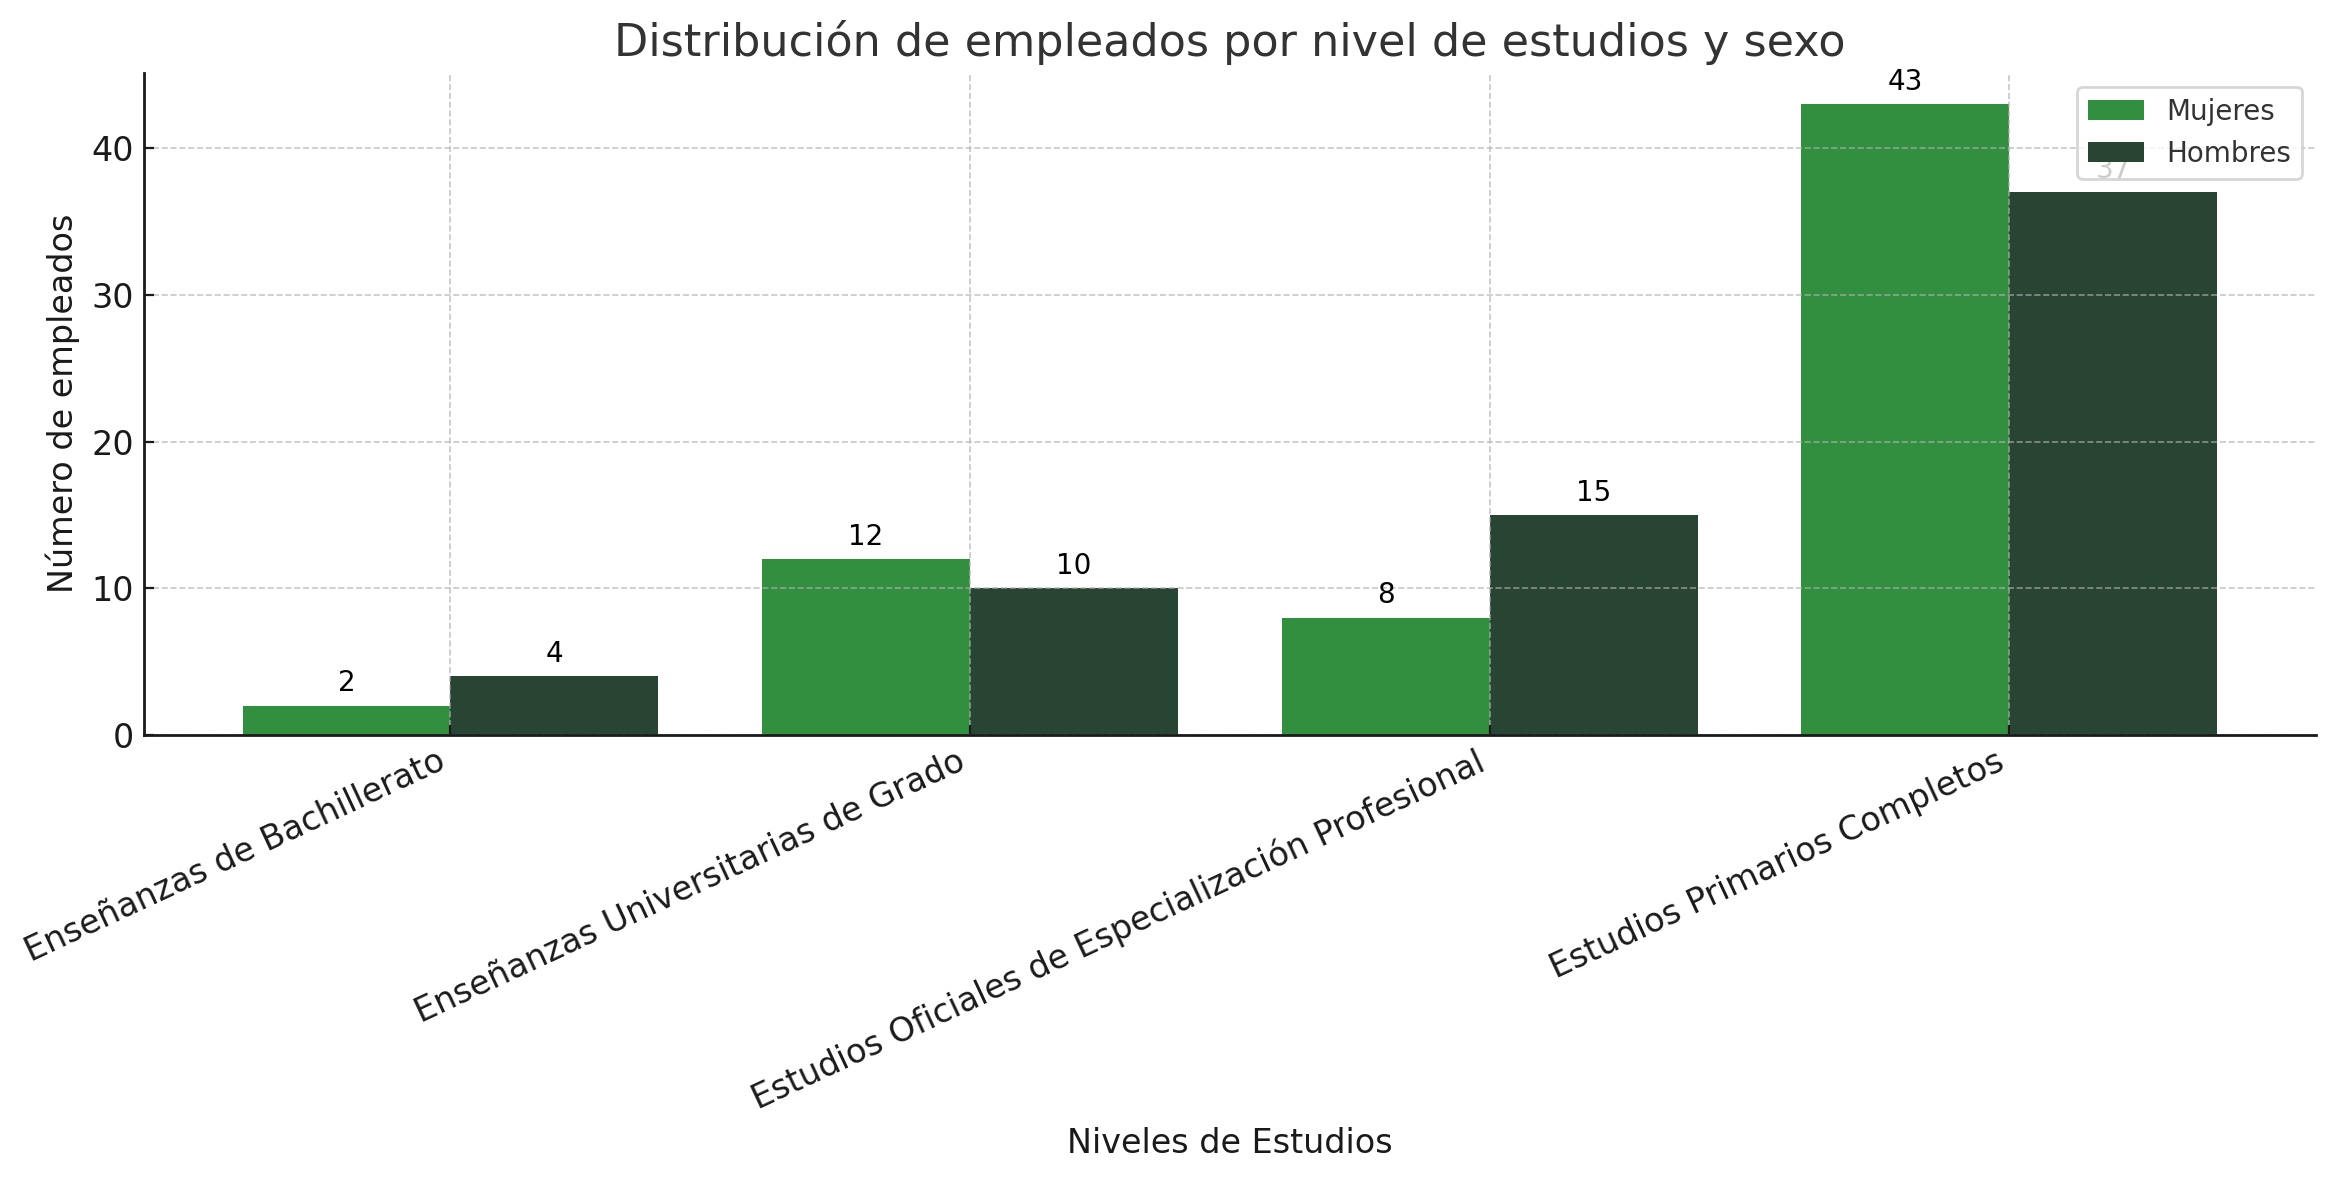 Distribución de empleados por nivel de estudios y sexo
43
Mujeres
Hombres
37
40
30
20
10
0
Número de empleados
2
4
12
10
8
15
Enseñanzas de Bachillerato
Enseñanzas Universitarias de Grado
Estudios Oficiales de Especialización Profesional
Estudios Primarios Completos
Niveles de Estudios